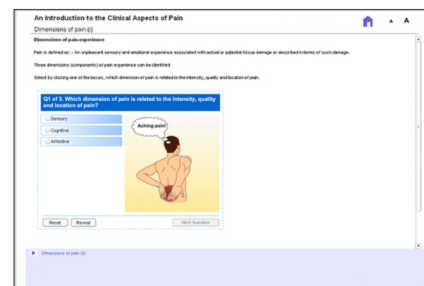 An Introduction to the Clinical Aspects of Pain
A A
Dimensions of pain (i)
Dimensions of pain experience
Pain is defined as :- An unpleasant sensory and emotional experience associated with actual or potential tissue damage or described in terms of such damage.
Three dimensions (components) of pain experience can be identified
Select by clicking one of the boxes, which dimension of pain is related to the intensity, quality and location of pain.
Q1 of 3. Which dimension of pain is related to the intensity, quality
and location of pain?
Sensory
Cognitive
Affective
Aching pain!
Reset Reveal Next Question
Dimensions of pain (i)